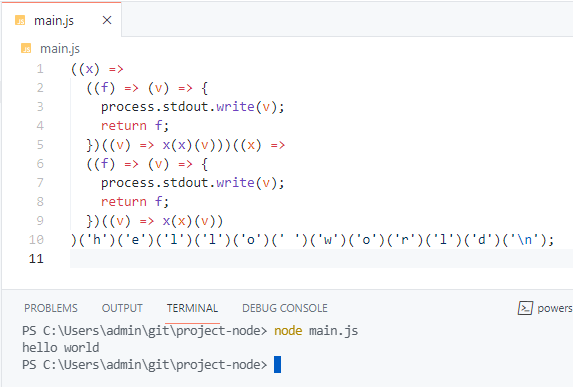 JS main.js ×
JS main.js
1 ((x) =>
2   ((f) => (v) => {
3     process.stdout.write(v);
4     return f;
5   })((v) => x(x)(v)))((x) =>
6   ((f) => (v) => {
7     process.stdout.write(v);
8     return f;
9   })((v) => x(x)(v))
10 )('h')('e')('l')('l')('o')(' ')('w')('o')('r')('l')('d')('\n');
11
PROBLEMS OUTPUT TERMINAL DEBUG CONSOLE powers
PS C:\Users\admin\git\project-node> node main.js
hello world
PS C:\Users\admin\git\project-node>